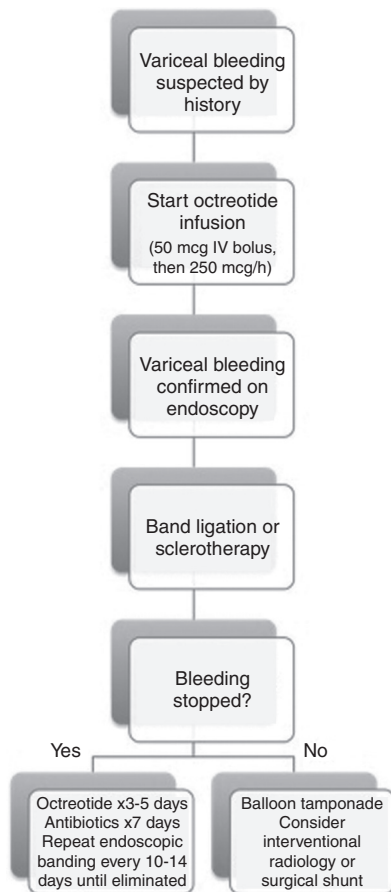 Variceal bleeding
suspected by
history
Start octreotide
infusion
(50 mcg IV bolus,
then 250 mcg/h)
Variceal bleeding
confirmed on
endoscopy
Band ligation or
sclerotherapy
Bleeding
stopped?
Yes
No
Octreotide x3-5 days
Antibiotics x7 days
Repeat endoscopic
banding every 10-14
days until eliminated
Balloon tamponade
Consider
interventional
radiology or
surgical shunt